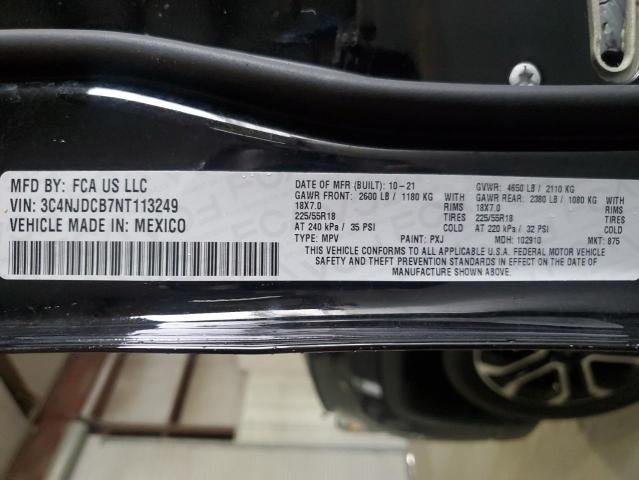 MFD BY: FCA US LLC
VIN: 3C4NJDCB7NT113249
VEHICLE MADE IN: MEXICO
DATE OF MFR (BUILT): 10-21 GVWR: 4650 LB / 2110 KG
GAWR FRONT: 2600 LB / 1180 KG WITH GAWR REAR: 2380 LB / 1080 KG WITH
18X7.0 RIMS 18X7.0 RIMS
225/55R18 TIRES 225/55R18 TIRES
AT 240 kPa / 35 PSI COLD AT 220 kPa / 32 PSI COLD
TYPE: MPV PAINT: PXJ MDH: 102910 MKT: 875
THIS VEHICLE CONFORMS TO ALL APPLICABLE U.S.A. FEDERAL MOTOR VEHICLE
SAFETY AND THEFT PREVENTION STANDARDS IN EFFECT ON THE DATE OF
MANUFACTURE SHOWN ABOVE.